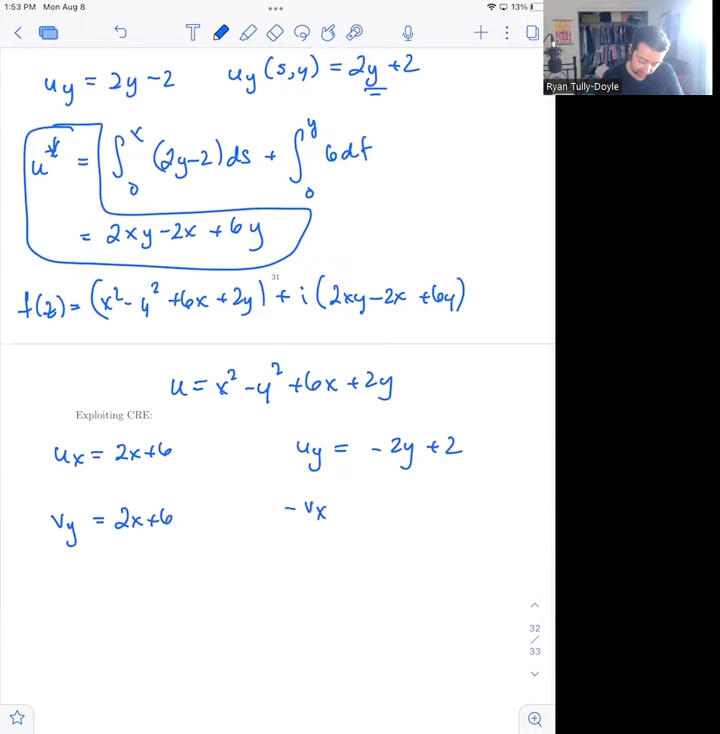 1:53 PM Mon Aug 8
13%
T
Ryan Tully-Doyle
u_y = 2y - 2 u_y(s,y) = 2y + 2
u* = ∫_0^x (2y-2) ds + ∫_0^y 6 dt
= 2xy - 2x + 6y
31
f(z) = (x² - y² + 6x + 2y) + i(2xy - 2x + 6y)
u = x² - y² + 6x + 2y
Exploiting CRE:
u_x = 2x+6 u_y = -2y + 2
v_y = 2x+6 -v_x
32
33